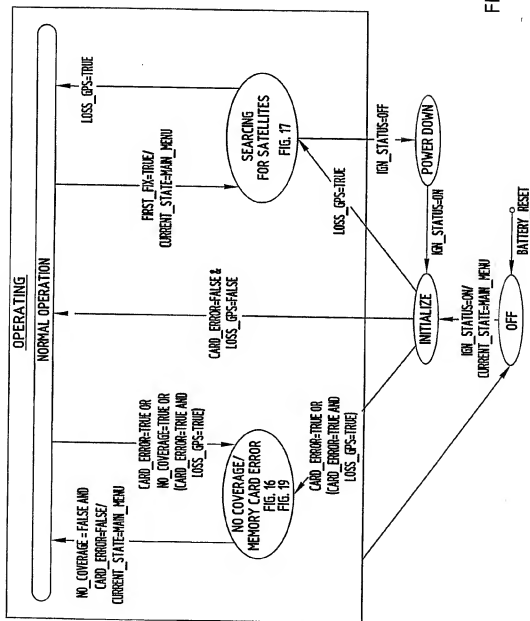 OPERATING
NORMAL OPERATION
NO_COVERAGE = FALSE AND
CARD_ERROR=FALSE/
CURRENT_STATE=MAIN_MENU
CARD_ERROR=TRUE OR
NO_COVERAGE=TRUE OR
(CARD_ERROR=TRUE AND
LOSS_GPS=TRUE)
CARD_ERROR=FALSE &
LOSS_GPS=FALSE
FIRST_FIX=TRUE/
CURRENT_STATE=MAIN_MENU
LOSS_GPS=TRUE
NO COVERAGE/
MEMORY CARD ERROR
FIG. 16
FIG. 19
SEARCING
FOR SATELLITES
FIG. 17
CARD_ERROR=TRUE OR
(CARD_ERROR=TRUE AND
LOSS_GPS=TRUE)
LOSS_GPS=TRUE
IGN_STATUS=OFF
INITIALIZE
IGN_STATUS=ON
POWER DOWN
IGN_STATUS=ON/
CURRENT_STATE=MAIN_MENU
OFF
BATTERY RESET